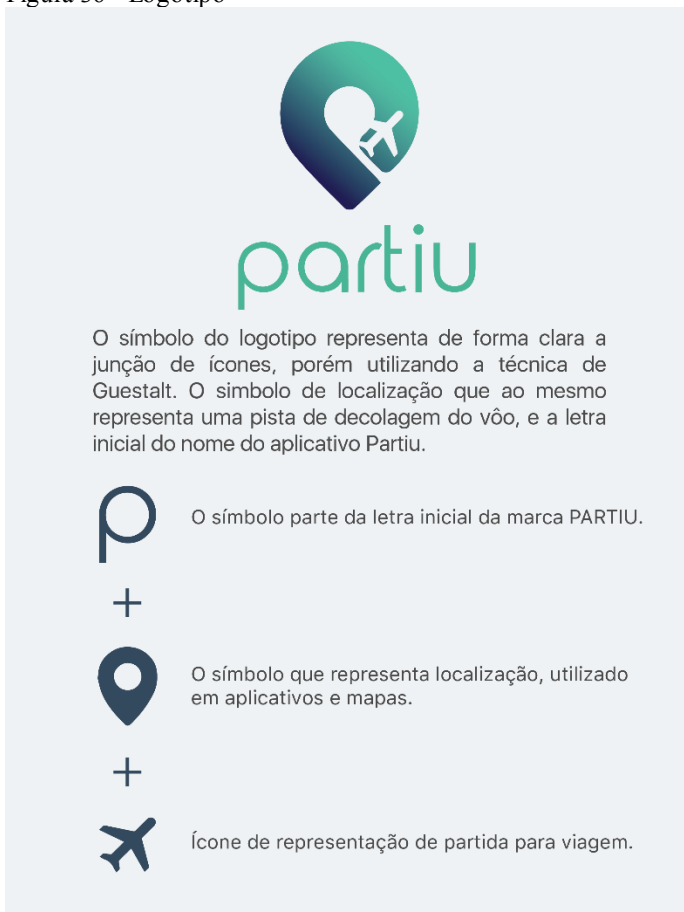 Figura 50 - Logotipo
partiu
O símbolo do logotipo representa de forma clara a
junção de ícones, porém utilizando a técnica de
Guestalt. O simbolo de localização que ao mesmo
representa uma pista de decolagem do vôo, e a letra
inicial do nome do aplicativo Partiu.
O símbolo parte da letra inicial da marca PARTIU.
+
O símbolo que representa localização, utilizado
em aplicativos e mapas.
+
Ícone de representação de partida para viagem.